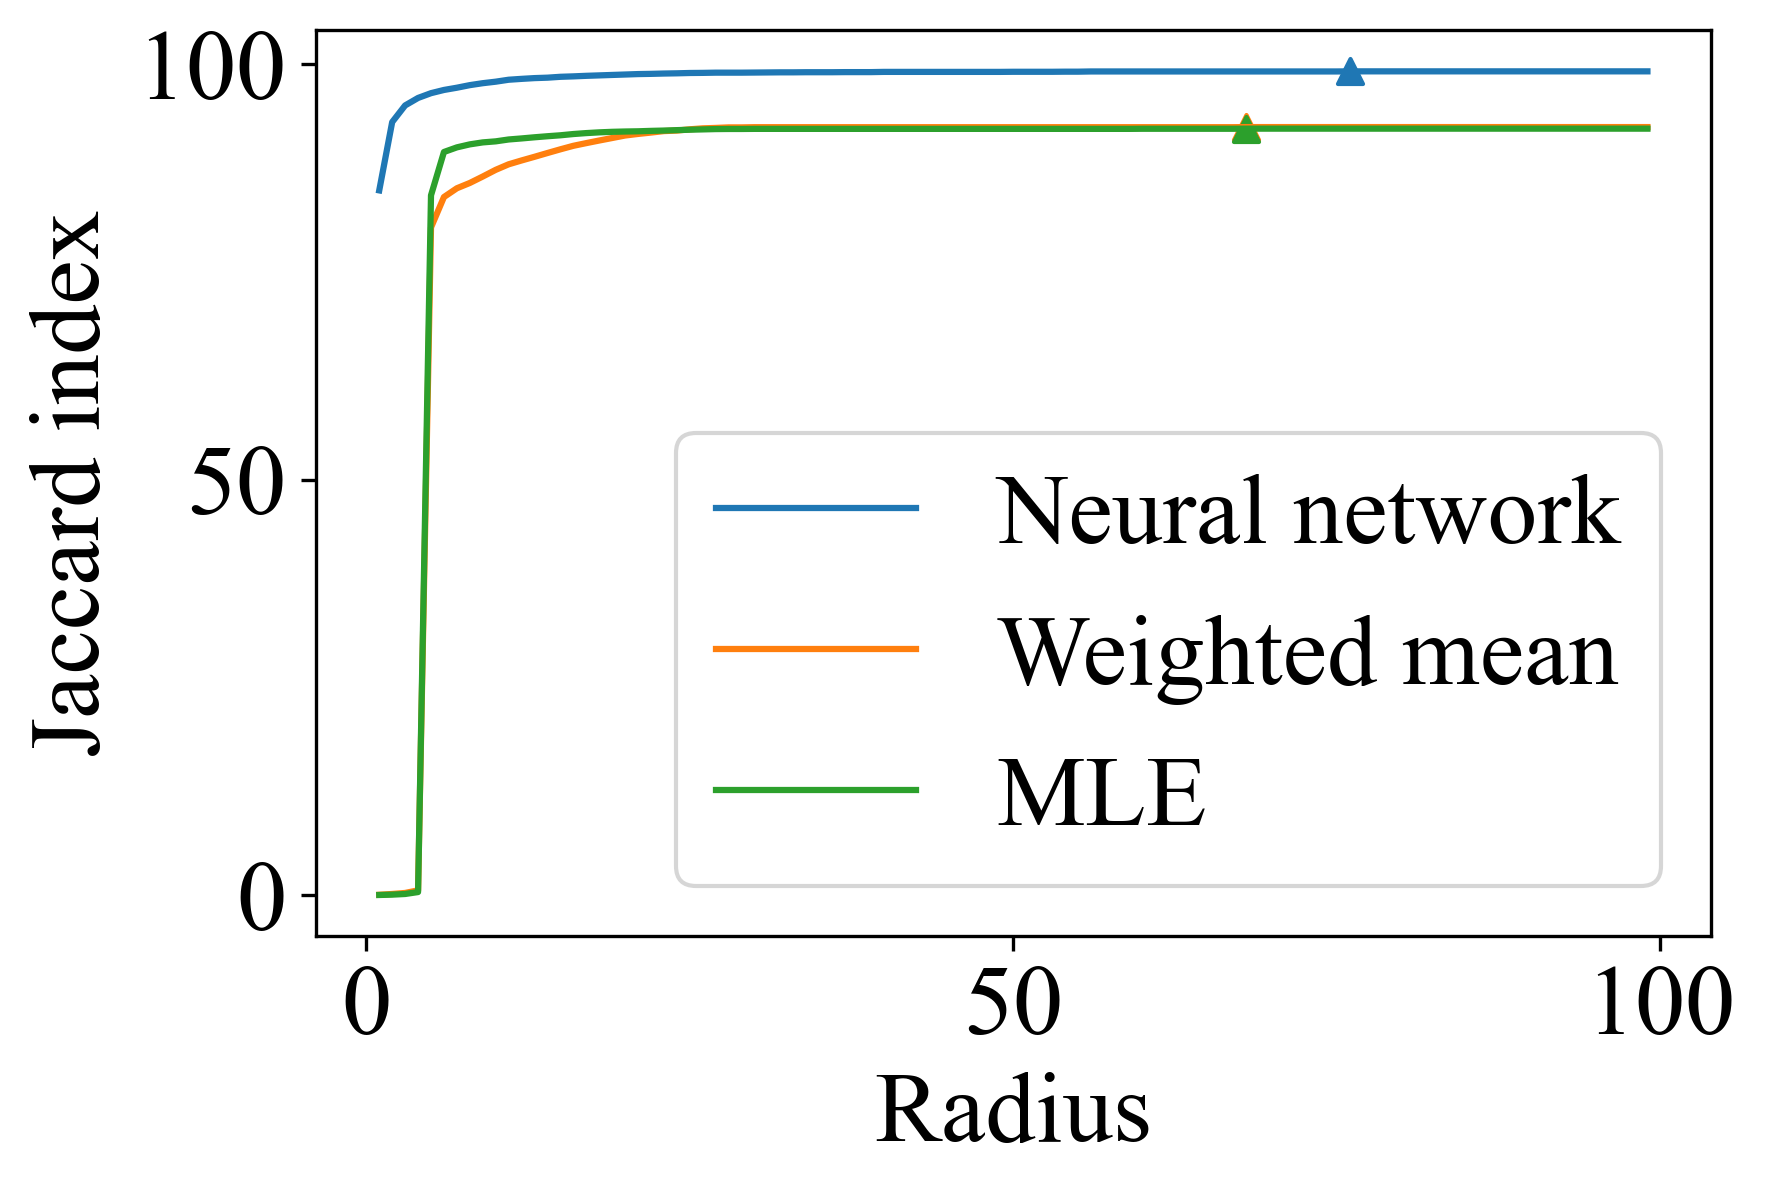 100
50
0
Jaccard index
Neural network
Weighted mean
MLE
0 50 100
Radius